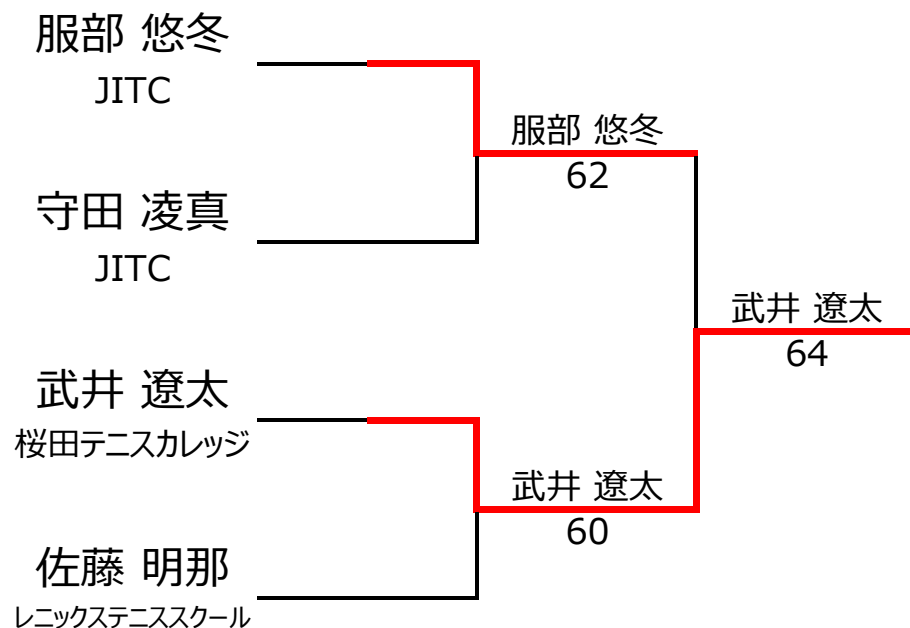 服部 悠冬
JITC
守田 凌真
JITC
武井 遼太
桜田テニスカレッジ
佐藤 明那
レニックステニススクール
服部 悠冬
62
武井 遼太
60
武井 遼太
64